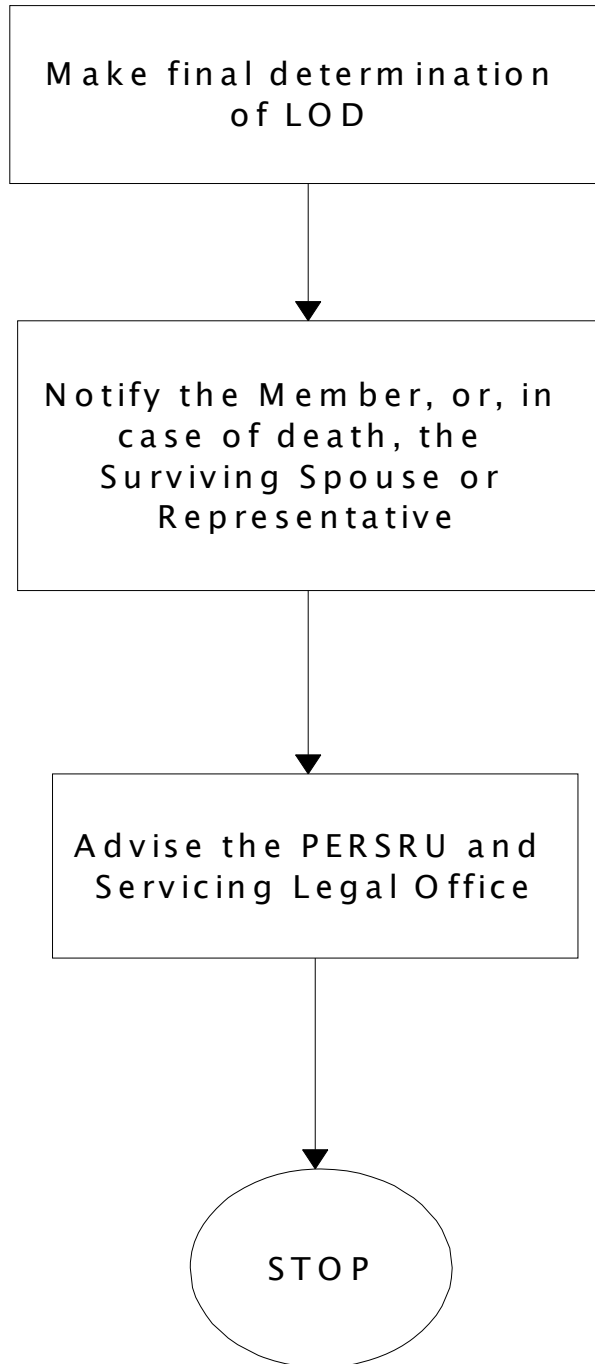 Make final determination
of LOD
Notify the Member, or, in
case of death, the
Surviving Spouse or
Representative
Advise the PERSRU and
Servicing Legal Office
STOP